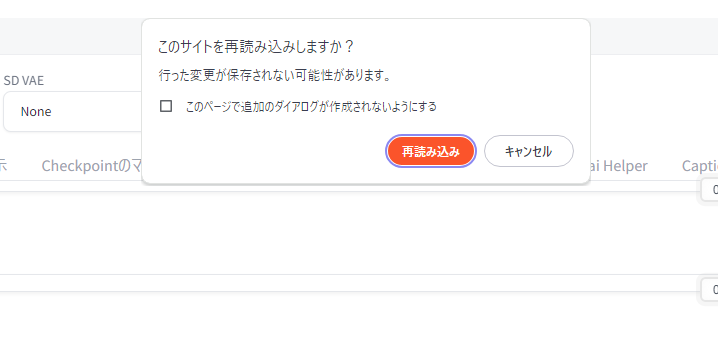 このサイトを再読み込みしますか？
行った変更が保存されない可能性があります。
このページで追加のダイアログが作成されないようにする
再読み込み
キャンセル
SD VAE
None
示
Checkpointのマ
ai Helper
Capti
0
0